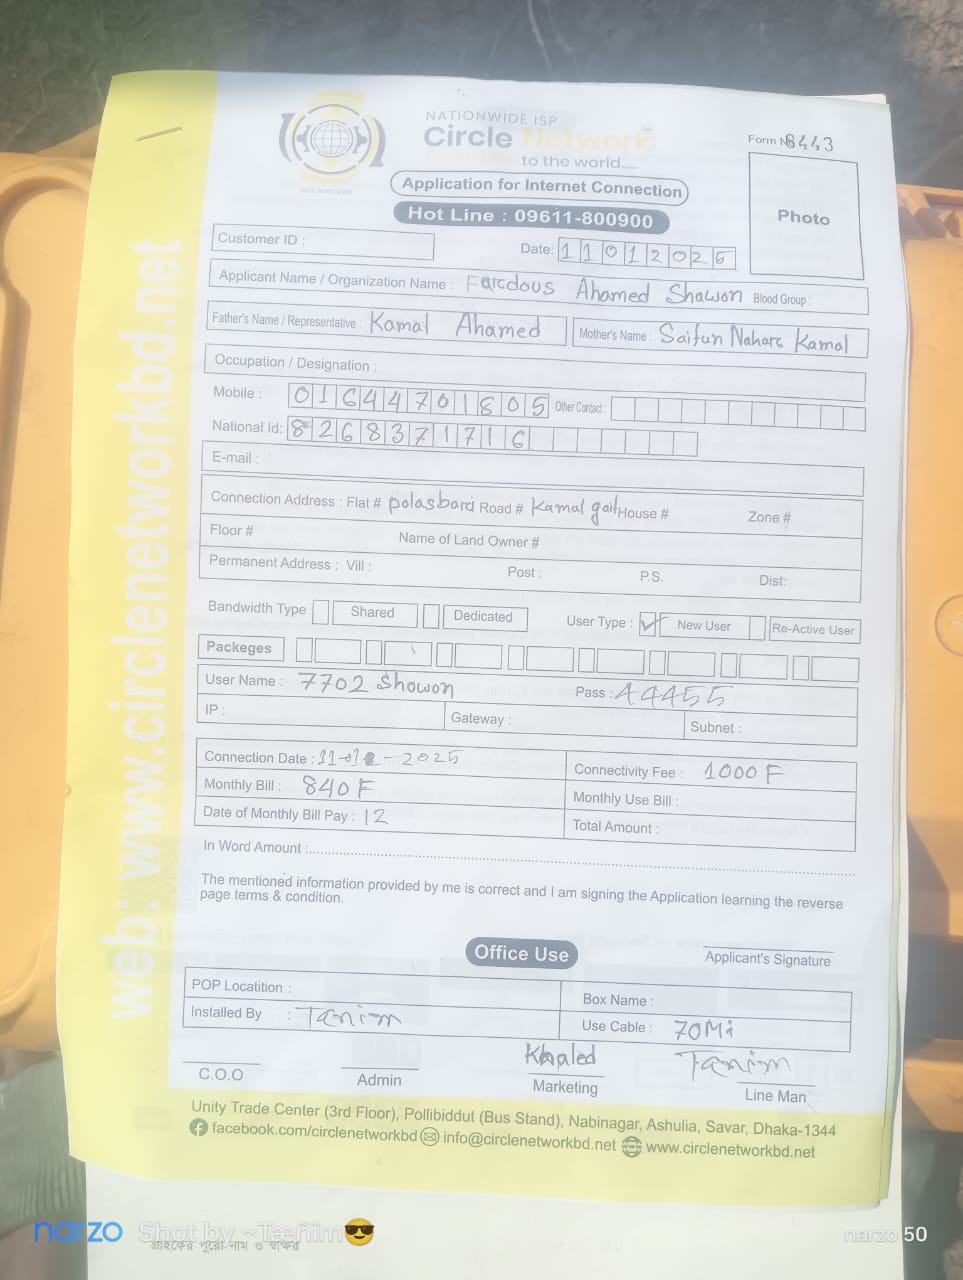 NATIONWIDE ISP
Circle Network
to the world.....
Application for Internet Connection
Hot Line : 09611-800900
Form No 8443
Photo
Customer ID :
Date: 11012025
Applicant Name / Organization Name : Fardous Ahamed Shawon Blood Group :
Father's Name / Representative : Kamal Ahamed Mother's Name : Saifun Nahar Kamal
Occupation / Designation :
Mobile : 01644701805 Other Contact :
National Id: 8268371716
E-mail :
Connection Address : Flat # polasbari Road # Kamal gali House # Zone #
Floor # Name of Land Owner #
Permanent Address : Vill : Post : P.S. Dist:
Bandwidth Type Shared Dedicated User Type : New User Re-Active User
Packeges
User Name : 7702 Showon Pass : 44455
IP : Gateway : Subnet :
Connection Date : 11-01-2025 Connectivity Fee : 1000 F
Monthly Bill : 840 F Monthly Use Bill :
Date of Monthly Bill Pay : 12 Total Amount :
In Word Amount :
The mentioned information provided by me is correct and I am signing the Application learning the reverse
page terms & condition.
Office Use
Applicant's Signature
POP Locatition : Box Name :
Installed By : Tanim Use Cable : 70Mi
Khaled Tanim
C.O.O Admin Marketing Line Man
Unity Trade Center (3rd Floor), Pollibiddut (Bus Stand), Nabinagar, Ashulia, Savar, Dhaka-1344
facebook.com/circlenetworkbd info@circlenetworkbd.net www.circlenetworkbd.net
web: www.circlenetworkbd.net
narzo Shot by ~Taeñim😎 narzo 50
গ্রাহকের পুরো নাম ও স্বাক্ষর